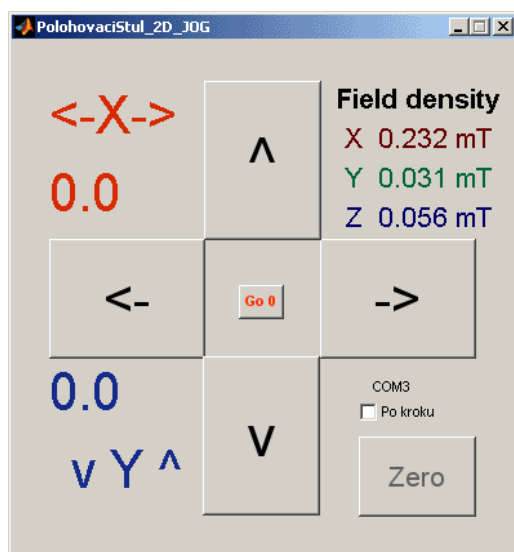 PolohovaciStul_2D_JOG
<-X->
0.0
^
Field density
X 0.232 mT
Y 0.031 mT
Z 0.056 mT
<-
Go 0
->
0.0
v Y ^
v
COM3
Po kroku
Zero